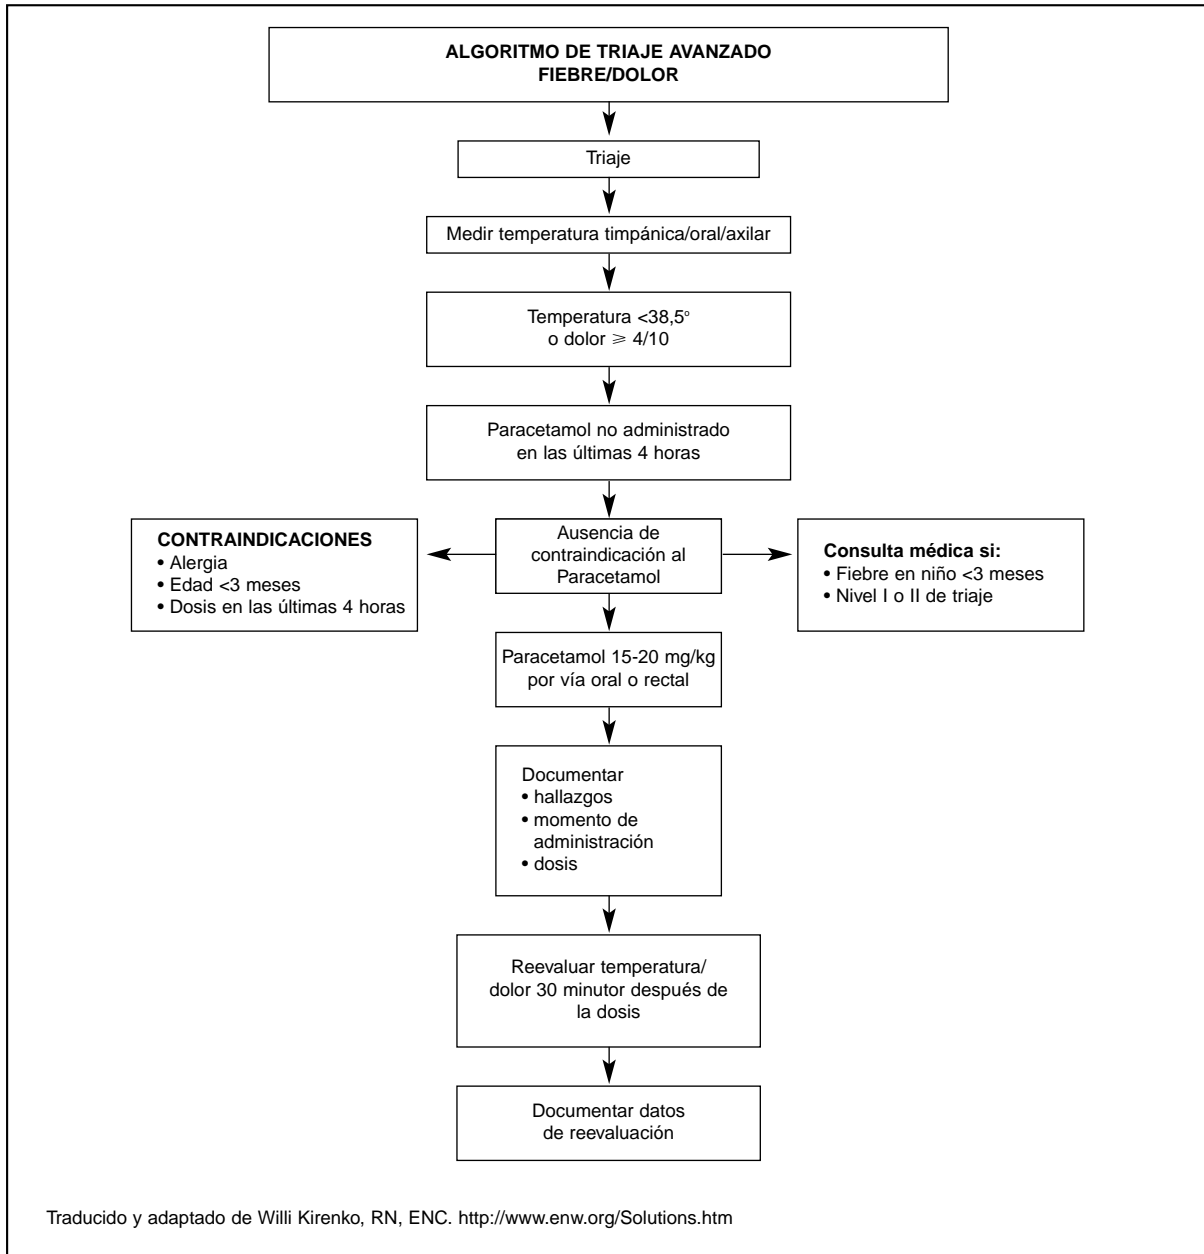 ALGORITMO DE TRIAJE AVANZADO
FIEBRE/DOLOR
Triaje
Medir temperatura timpánica/oral/axilar
Temperatura <38,5º
o dolor ⩾ 4/10
Paracetamol no administrado
en las últimas 4 horas
CONTRAINDICACIONES
• Alergia
• Edad <3 meses
• Dosis en las últimas 4 horas
Ausencia de
contraindicación al
Paracetamol
Consulta médica si:
• Fiebre en niño <3 meses
• Nivel I o II de triaje
Paracetamol 15-20 mg/kg
por vía oral o rectal
Documentar
• hallazgos
• momento de
administración
• dosis
Reevaluar temperatura/
dolor 30 minutor después de
la dosis
Documentar datos
de reevaluación
Traducido y adaptado de Willi Kirenko, RN, ENC. http://www.enw.org/Solutions.htm